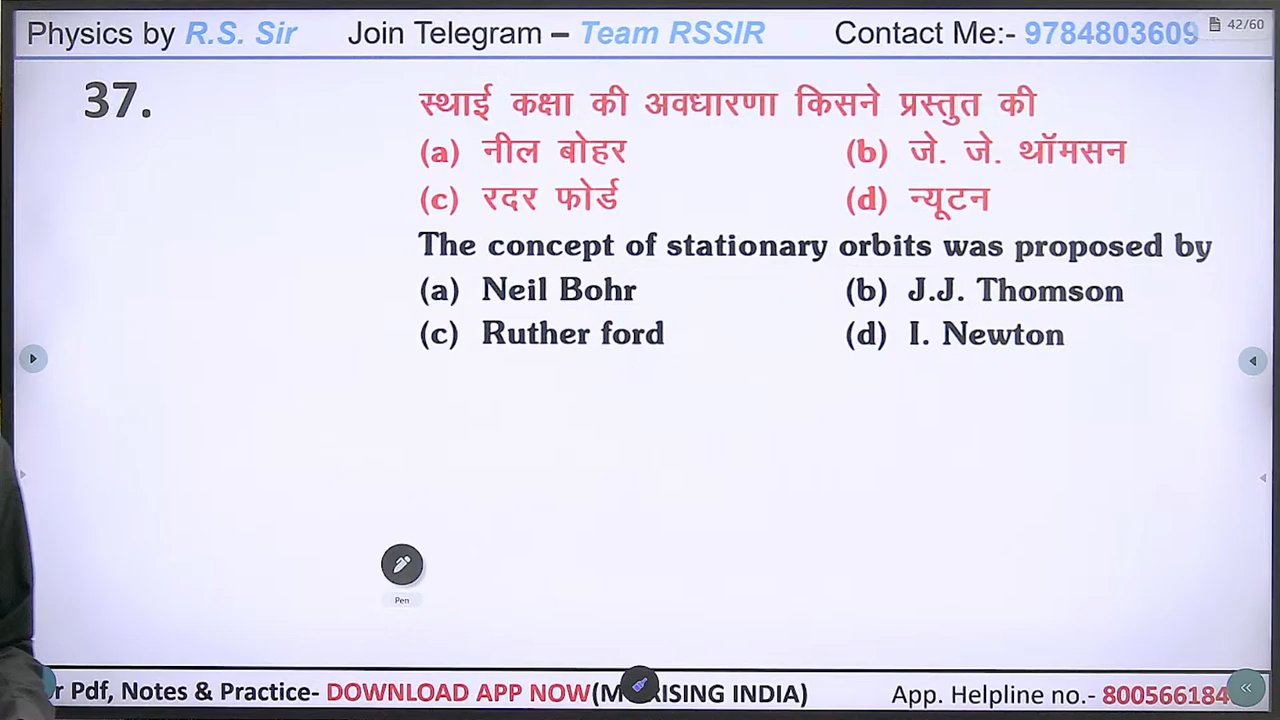 Physics by R.S. Sir Join Telegram – Team RSSIR Contact Me:- 9784803609 42/60
37. स्थाई कक्षा की अवधारणा किसने प्रस्तुत की
(a) नील बोहर (b) जे. जे. थॉमसन
(c) रदर फोर्ड (d) न्यूटन
The concept of stationary orbits was proposed by
(a) Neil Bohr (b) J.J. Thomson
(c) Ruther ford (d) I. Newton
Pen
r Pdf, Notes & Practice- DOWNLOAD APP NOW (M RISING INDIA) App. Helpline no.- 800566184